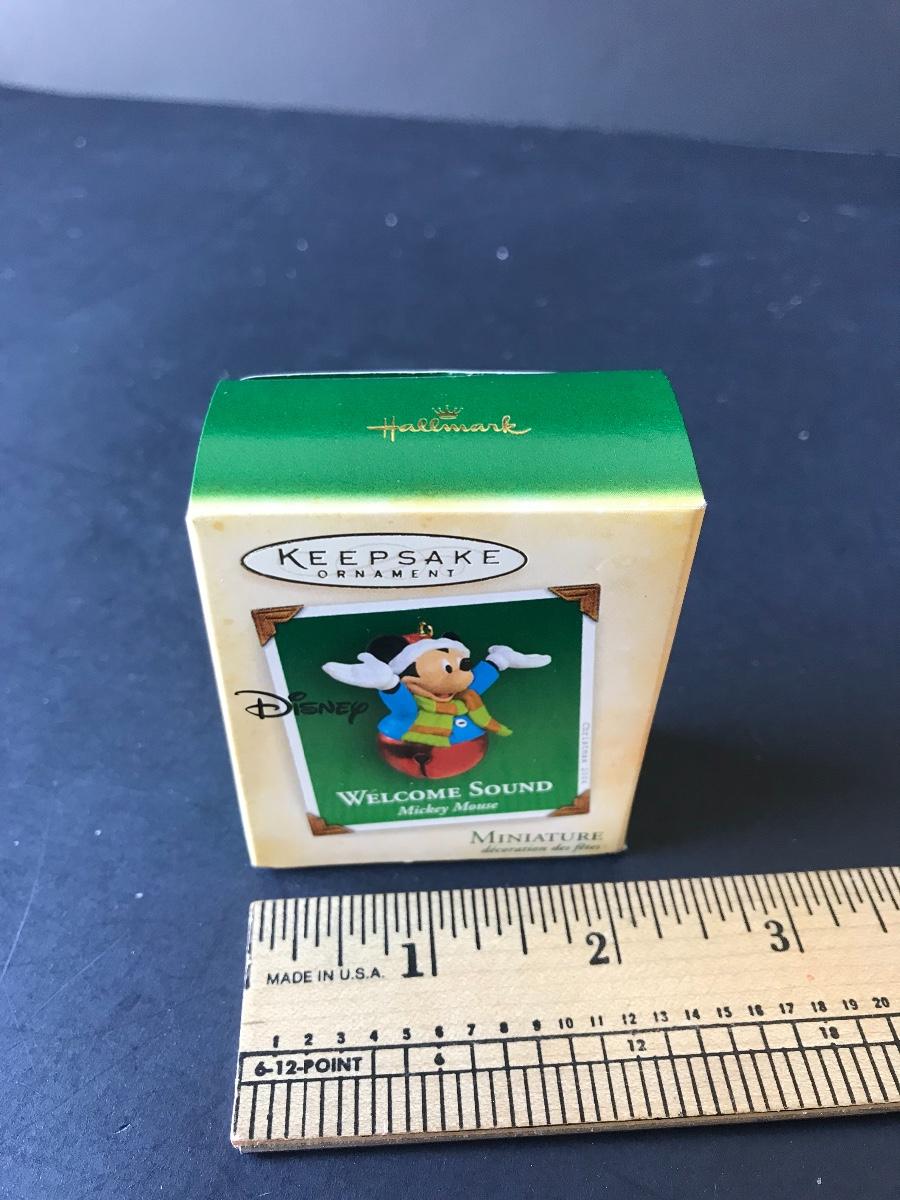 Hallmark
KEEPSAKE
ORNAMENT
Disney
WELCOME SOUND
Mickey Mouse
MINIATURE
décoration des fêtes
1 2 3
MADE IN U.S.A.
1 2 3 4 5 6 7 8 9 10 11 12 13 14 15 16 17 18 19 20
6-12-POINT 6 12 18